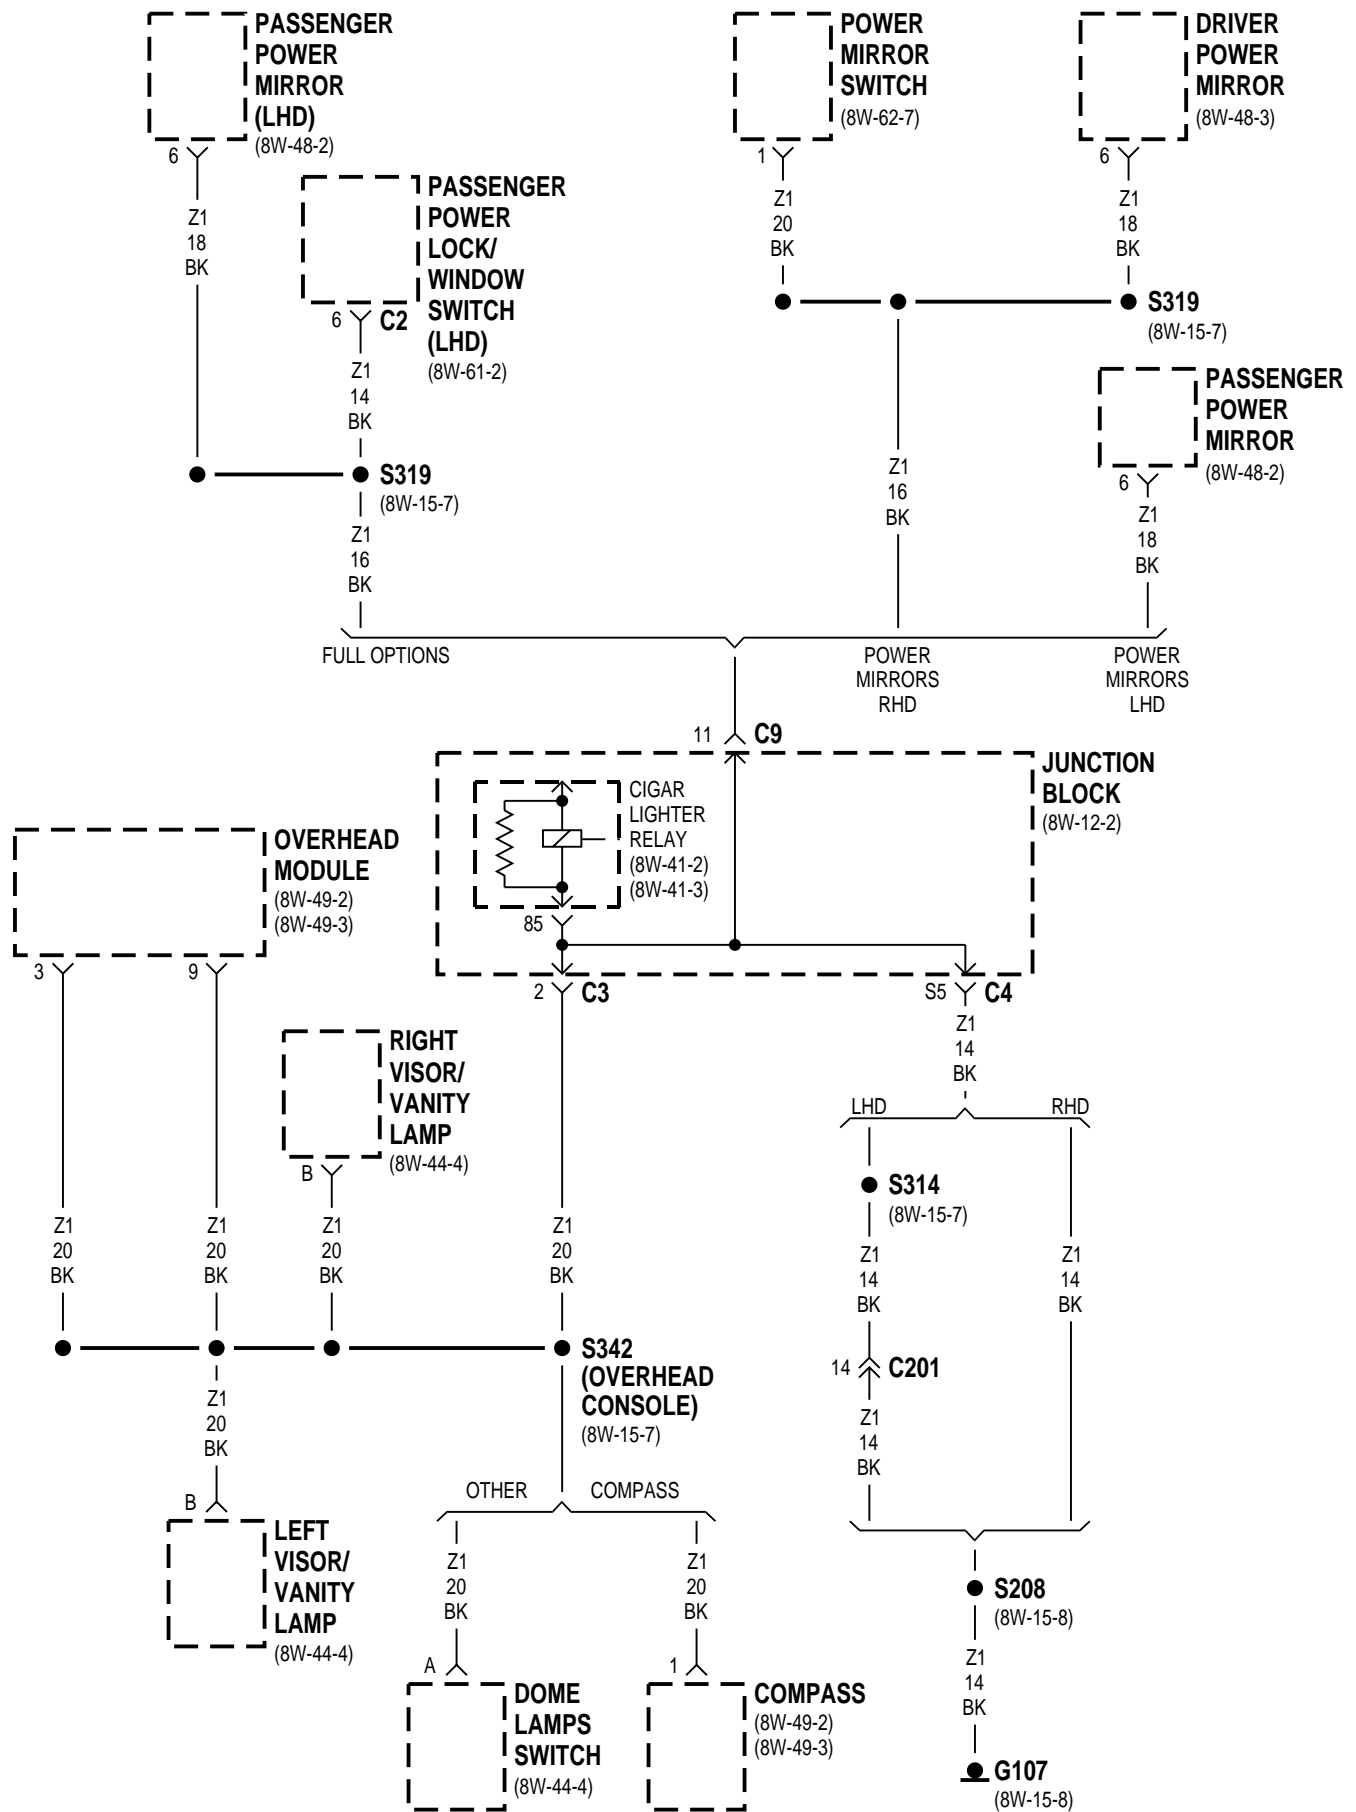 PASSENGER
POWER
MIRROR
(LHD)
(8W-48-2)
6
Z1
18
BK
PASSENGER
POWER
LOCK/
WINDOW
SWITCH
(LHD)
(8W-61-2)
6
C2
Z1
14
BK
S319
(8W-15-7)
Z1
16
BK
POWER
MIRROR
SWITCH
(8W-62-7)
1
Z1
20
BK
DRIVER
POWER
MIRROR
(8W-48-3)
6
Z1
18
BK
S319
(8W-15-7)
Z1
16
BK
PASSENGER
POWER
MIRROR
(8W-48-2)
6
Z1
18
BK
FULL OPTIONS
POWER
MIRRORS
RHD
POWER
MIRRORS
LHD
11
C9
JUNCTION
BLOCK
(8W-12-2)
CIGAR
LIGHTER
RELAY
(8W-41-2)
(8W-41-3)
85
2
C3
S5
C4
Z1
14
BK
OVERHEAD
MODULE
(8W-49-2)
(8W-49-3)
3
9
RIGHT
VISOR/
VANITY
LAMP
(8W-44-4)
B
Z1
20
BK
Z1
20
BK
Z1
20
BK
Z1
20
BK
S342
(OVERHEAD
CONSOLE)
(8W-15-7)
Z1
20
BK
B
LEFT
VISOR/
VANITY
LAMP
(8W-44-4)
OTHER
COMPASS
Z1
20
BK
Z1
20
BK
A
DOME
LAMPS
SWITCH
(8W-44-4)
1
COMPASS
(8W-49-2)
(8W-49-3)
LHD
RHD
S314
(8W-15-7)
Z1
14
BK
Z1
14
BK
14
C201
Z1
14
BK
S208
(8W-15-8)
Z1
14
BK
G107
(8W-15-8)